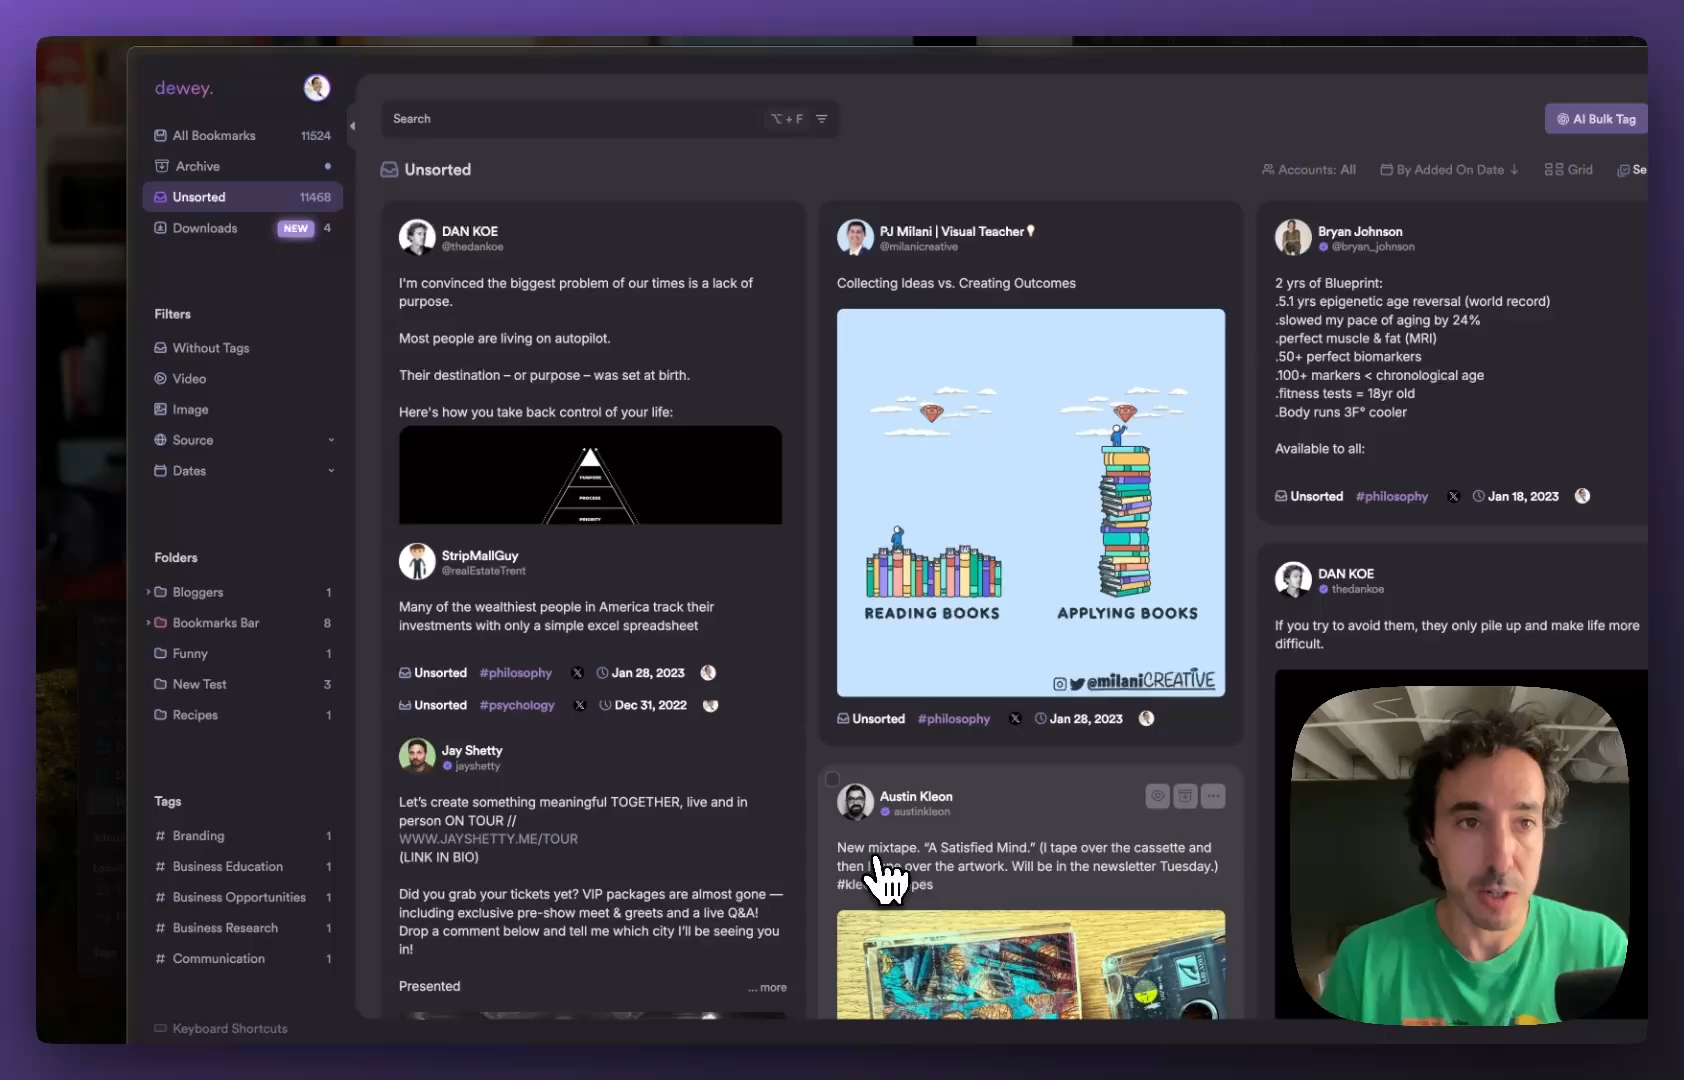 dewey.
All Bookmarks 11524
Archive
Unsorted 11468
Downloads NEW 4
Filters
Without Tags
Video
Image
Source
Dates
Folders
Bloggers 1
Bookmarks Bar 8
Funny 1
New Test 3
Recipes 1
Tags
# Branding 1
# Business Education 1
# Business Opportunities 1
# Business Research 1
# Communication 1
Keyboard Shortcuts
Search ⌥ + F
AI Bulk Tag
Unsorted
Accounts: All By Added On Date ↓ Grid Se
DAN KOE
@thedankoe
I'm convinced the biggest problem of our times is a lack of
purpose.
Most people are living on autopilot.
Their destination – or purpose – was set at birth.
Here's how you take back control of your life:
PURPOSE
PROCESS
PRIORITY
StripMallGuy
@realEstateTrent
Many of the wealthiest people in America track their
investments with only a simple excel spreadsheet
Unsorted #philosophy X Jan 28, 2023
Unsorted #psychology X Dec 31, 2022
Jay Shetty
jayshetty
Let's create something meaningful TOGETHER, live and in
person ON TOUR //
WWW.JAYSHETTY.ME/TOUR
(LINK IN BIO)
Did you grab your tickets yet? VIP packages are almost gone —
including exclusive pre-show meet & greets and a live Q&A!
Drop a comment below and tell me which city I'll be seeing you
in!
Presented ... more
PJ Milani | Visual Teacher
@milanicreative
Collecting Ideas vs. Creating Outcomes
READING BOOKS APPLYING BOOKS
@milaniCREATIVE
Unsorted #philosophy X Jan 28, 2023
Austin Kleon
austinkleon
New mixtape. “A Satisfied Mind.” (I tape over the cassette and
then over the artwork. Will be in the newsletter Tuesday.)
Bryan Johnson
@bryan_johnson
2 yrs of Blueprint:
.5.1 yrs epigenetic age reversal (world record)
.slowed my pace of aging by 24%
.perfect muscle & fat (MRI)
.50+ perfect biomarkers
.100+ markers < chronological age
.fitness tests = 18yr old
.Body runs 3F° cooler
Available to all:
Unsorted #philosophy X Jan 18, 2023
DAN KOE
thedankoe
If you try to avoid them, they only pile up and make life more
difficult.